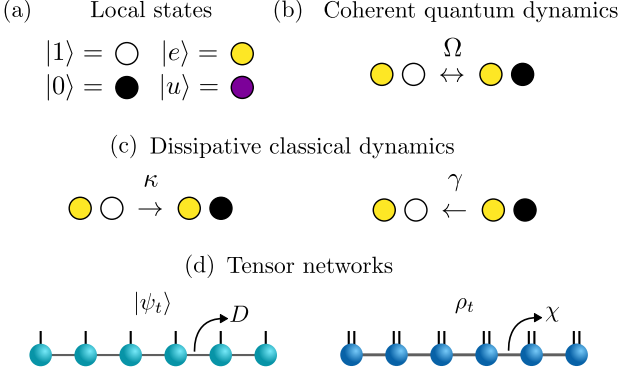 (a) Local states
|1⟩ = |e⟩ =
|0⟩ = |u⟩ =
(b) Coherent quantum dynamics
Ω
↔
(c) Dissipative classical dynamics
κ
→
γ
←
(d) Tensor networks
|ψ_t⟩ D
ρ_t χ